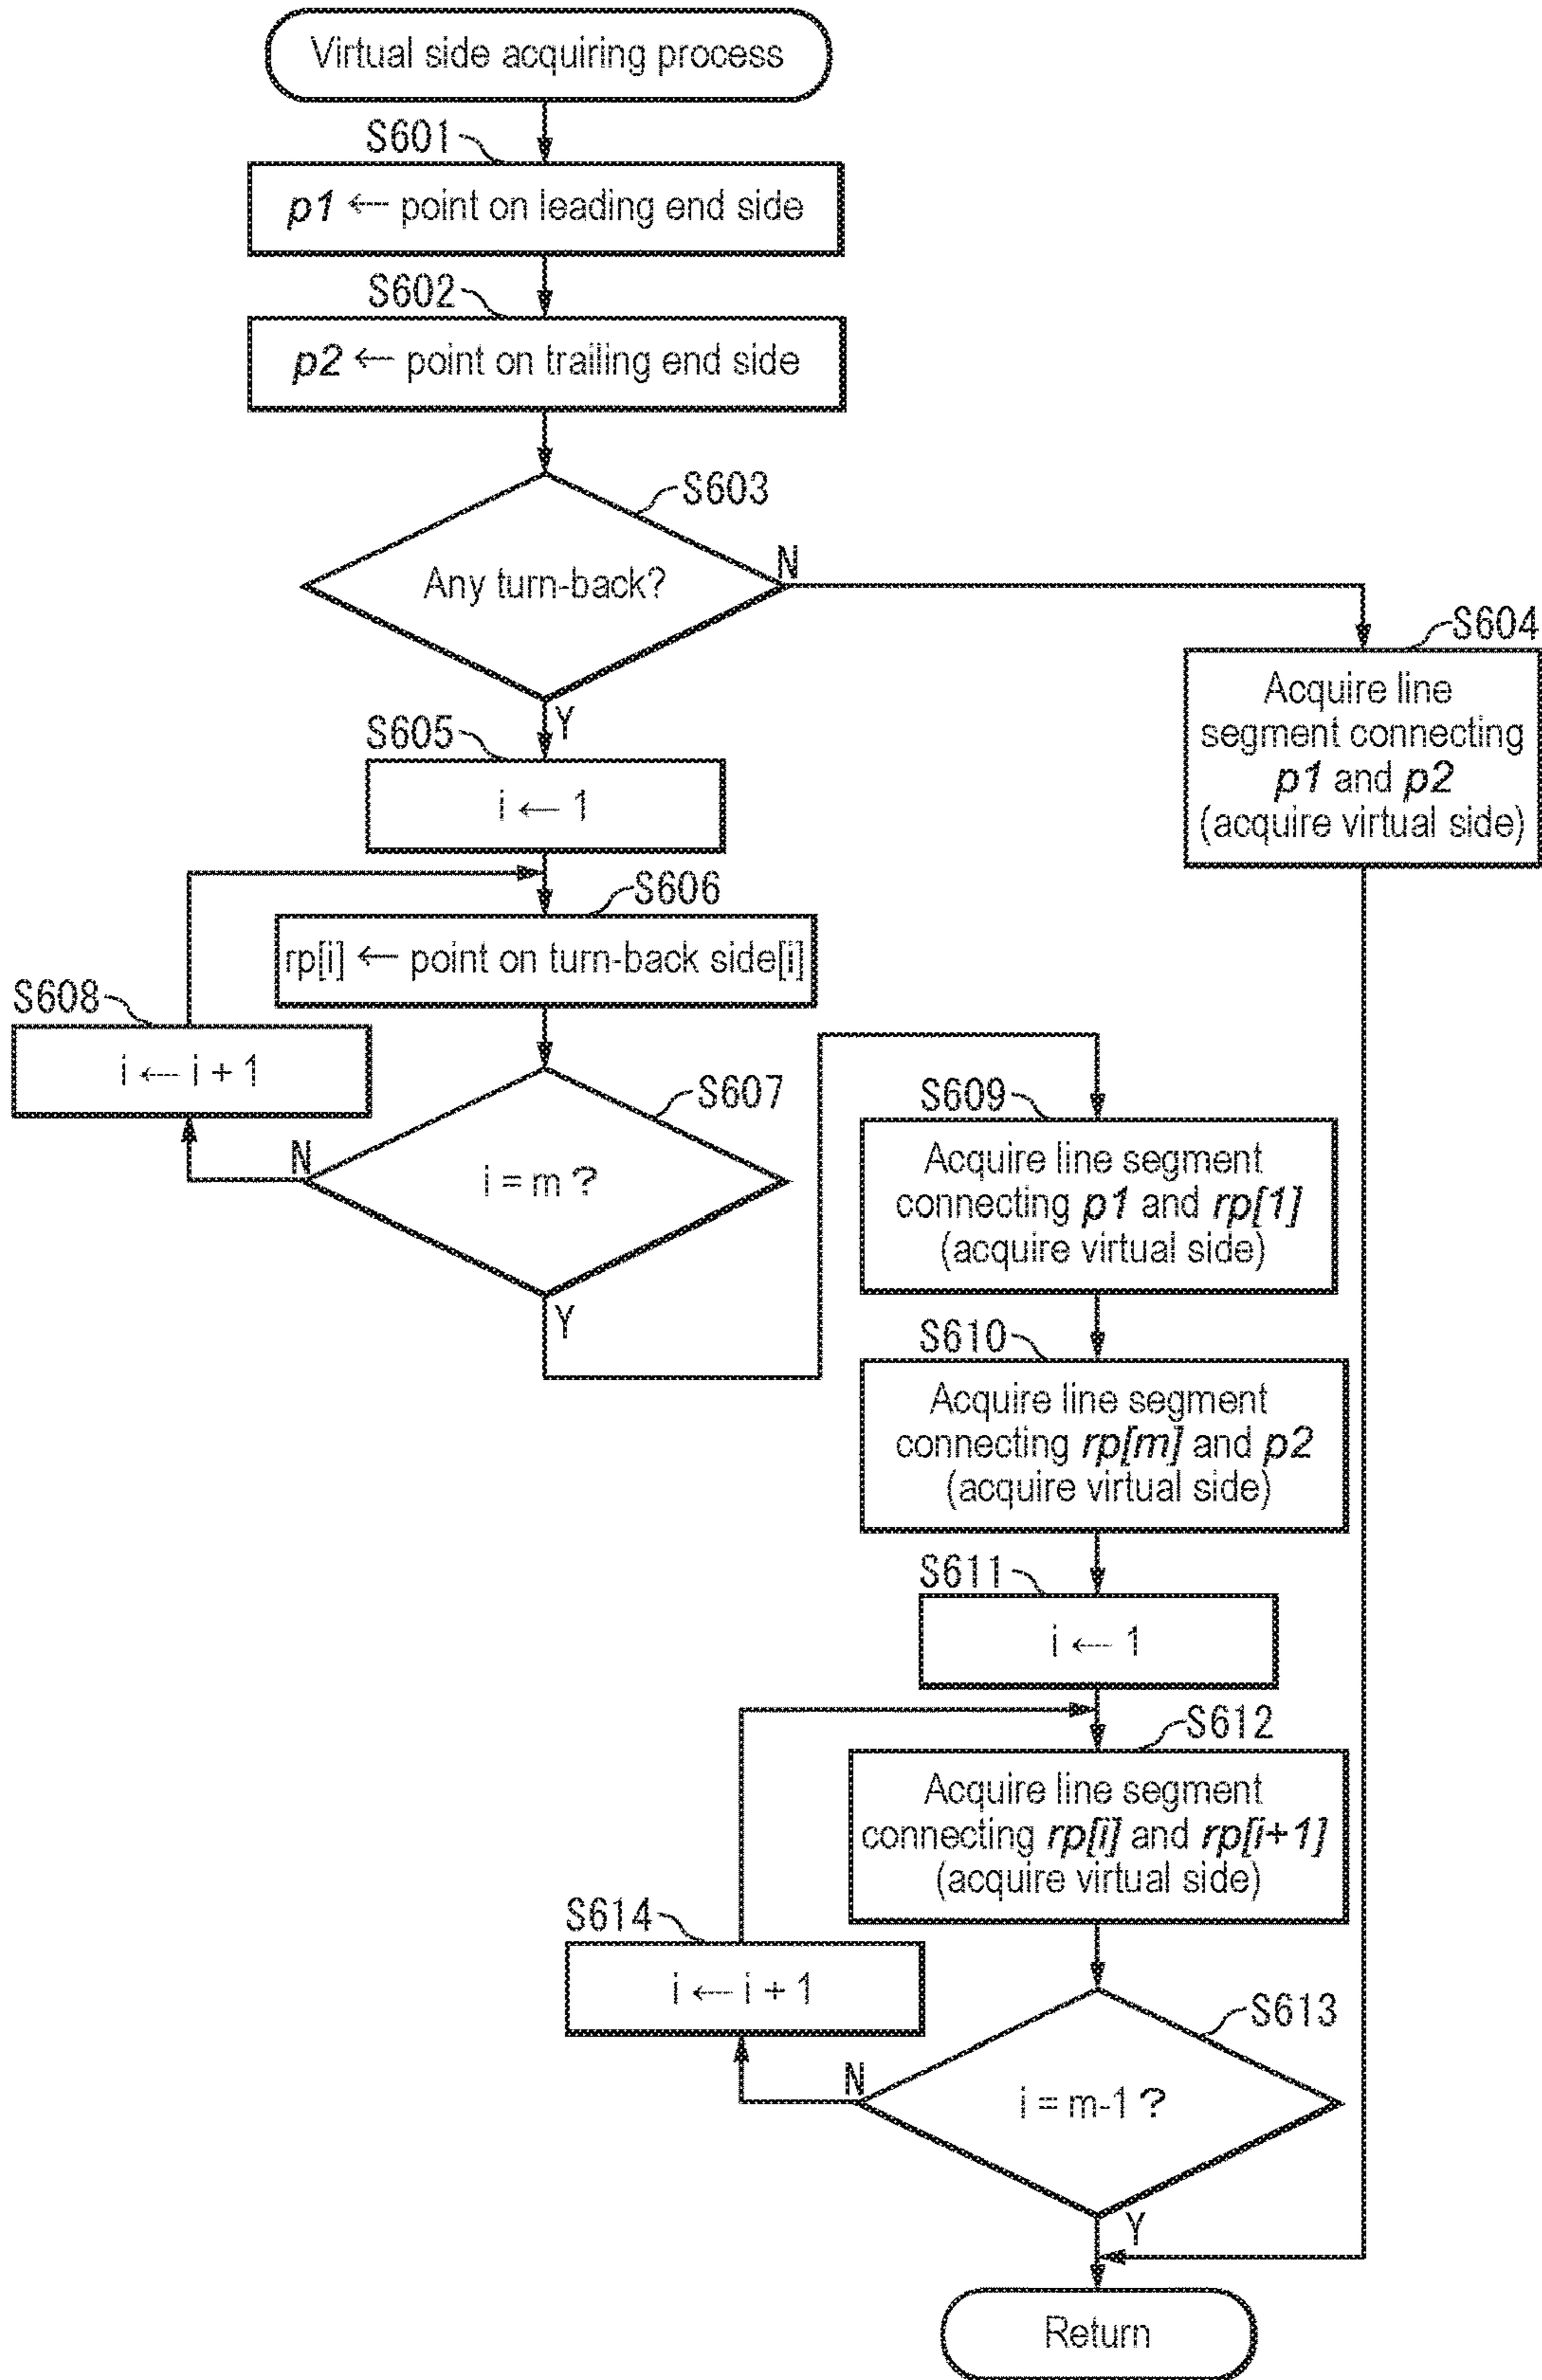 Virtual side acquiring process
S601
p1 ← point on leading end side
S602
p2 ← point on trailing end side
S603
Any turn-back?
N
Y
S604
Acquire line
segment connecting
p1 and p2
(acquire virtual side)
S605
i ← 1
S606
rp[i] ← point on turn-back side[i]
S608
i ← i + 1
S607
i = m ?
N
Y
S609
Acquire line segment
connecting p1 and rp[1]
(acquire virtual side)
S610
Acquire line segment
connecting rp[m] and p2
(acquire virtual side)
S611
i ← 1
S612
Acquire line segment
connecting rp[i] and rp[i+1]
(acquire virtual side)
S614
i ← i + 1
S613
i = m-1 ?
N
Y
Return